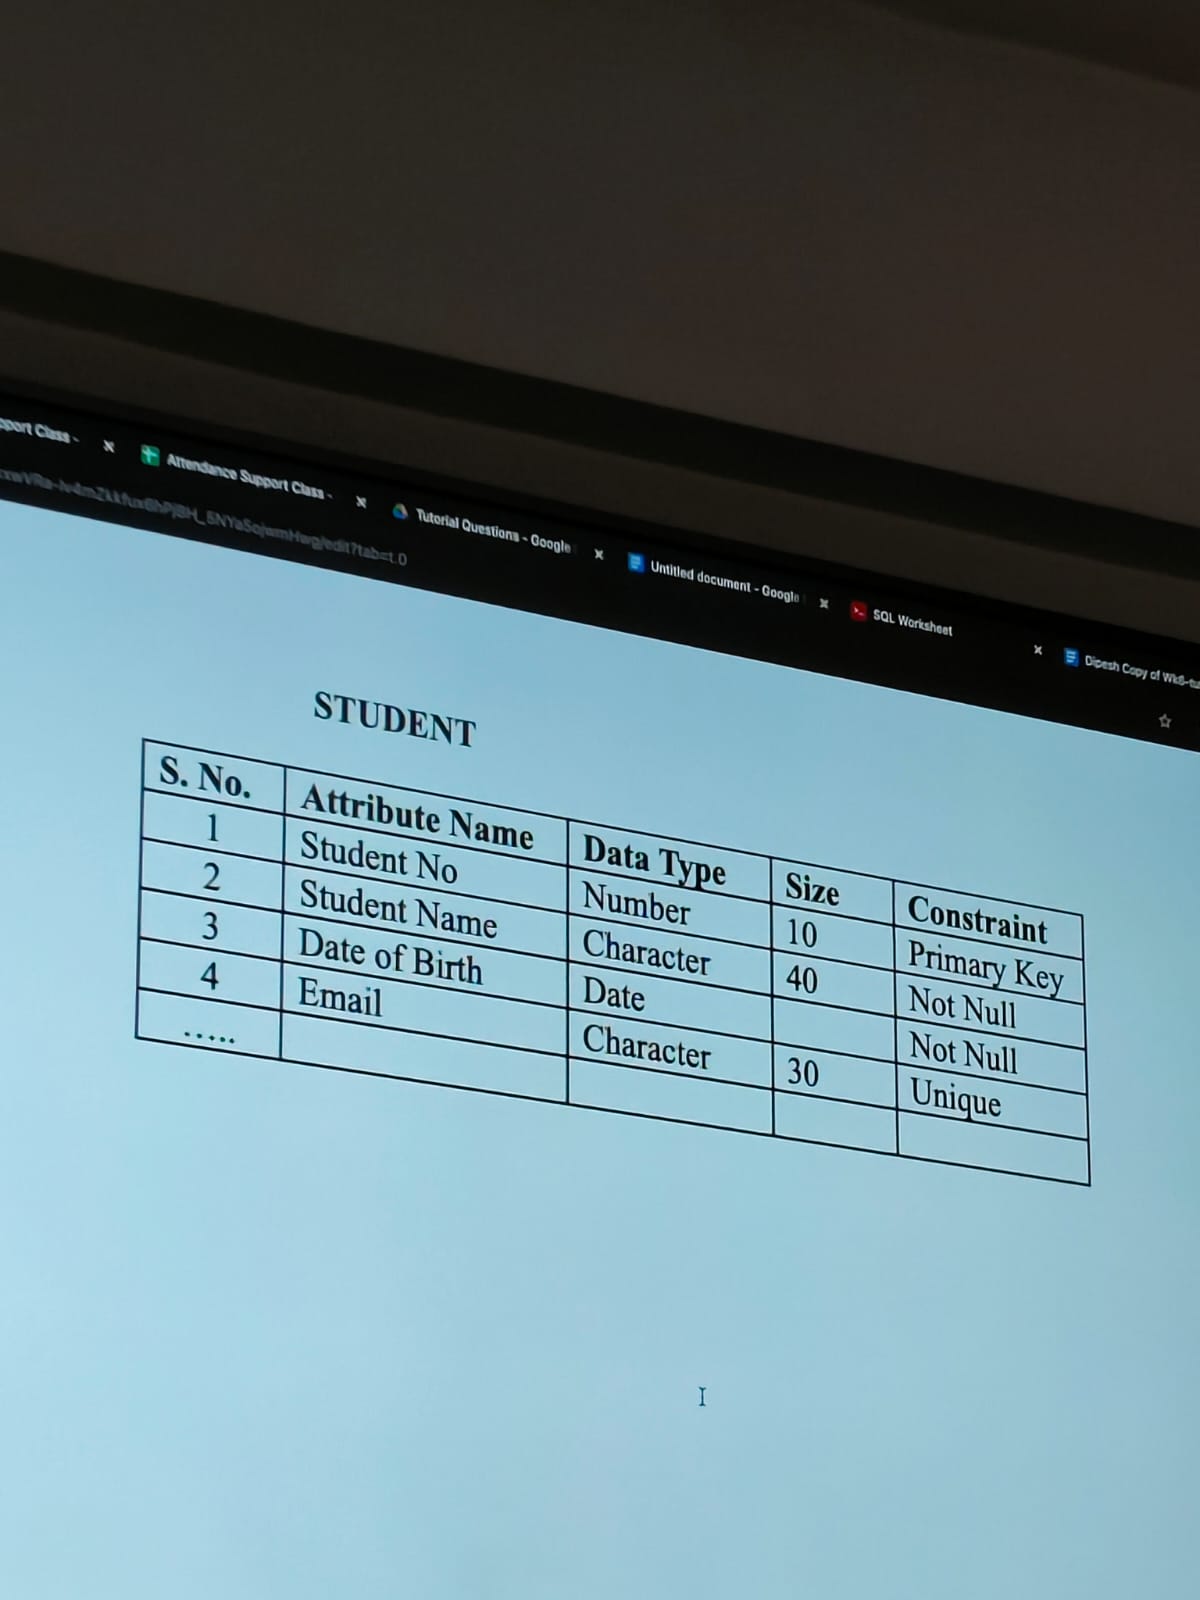 pport Class -
Attendance Support Class -
Tutorial Questions - Google
Untitled document - Google
SQL Worksheet
Dipesh Copy of Wk8-tu
edit?tab=t.0
STUDENT
S. No. Attribute Name Data Type Size Constraint
1 Student No Number 10 Primary Key
2 Student Name Character 40 Not Null
3 Date of Birth Date Not Null
4 Email Character 30 Unique
.....